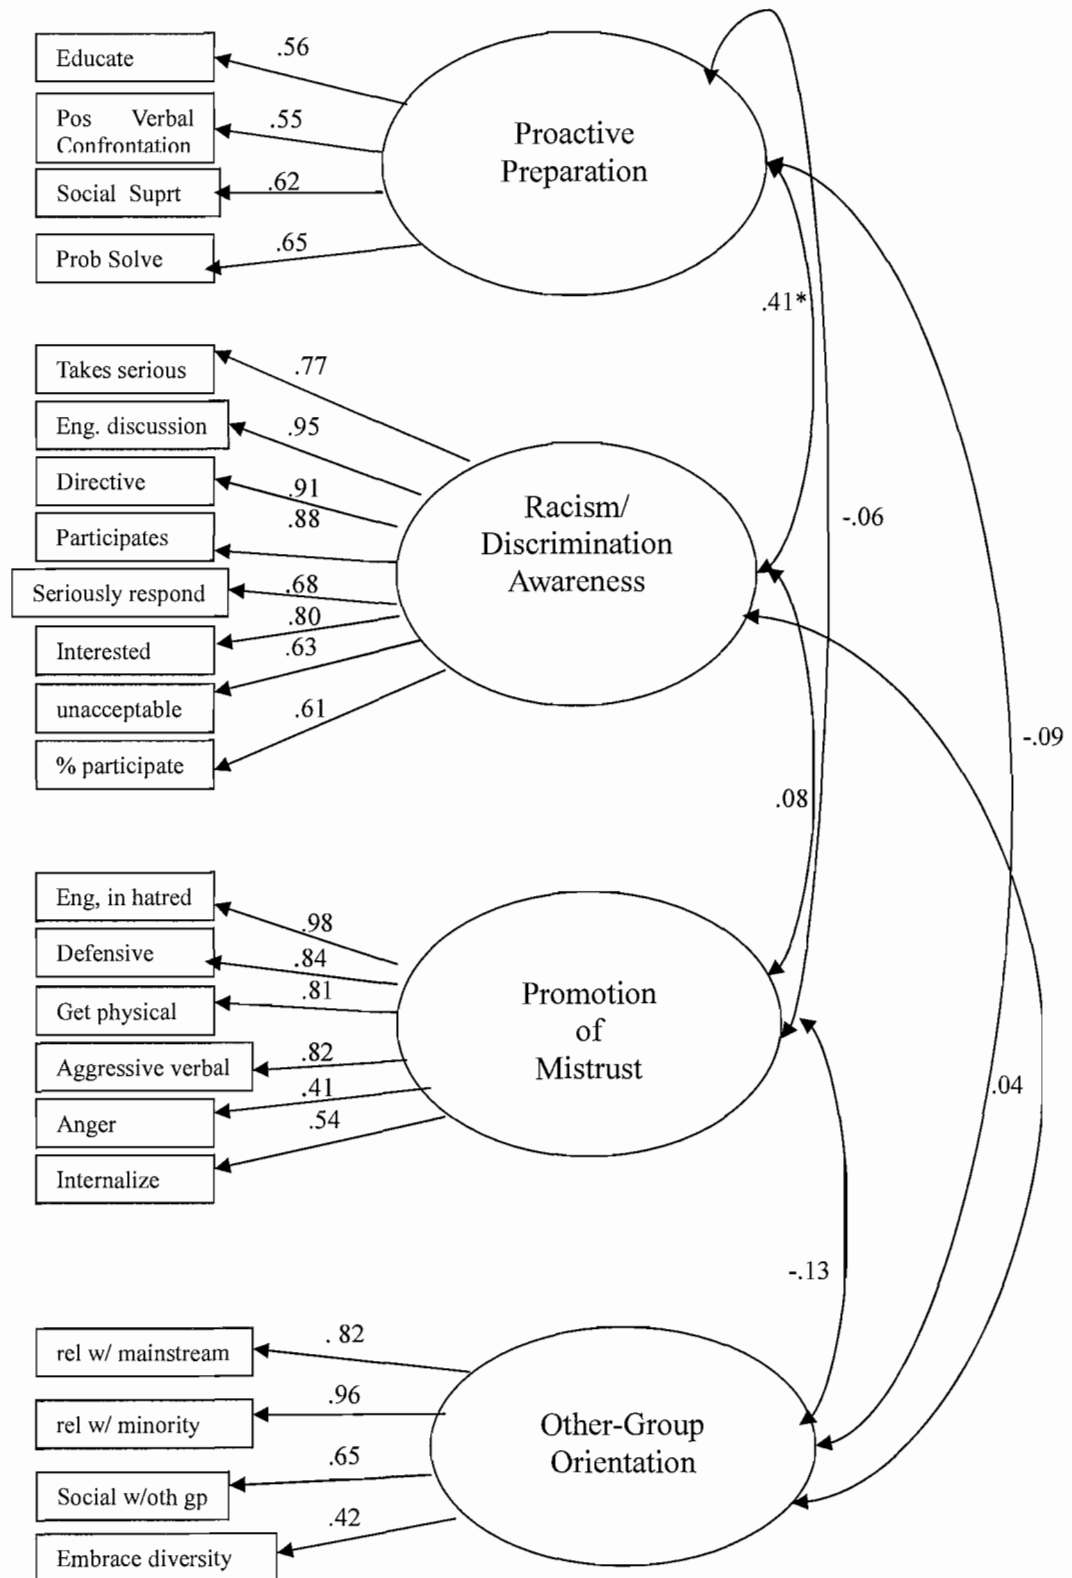 Educate
.56
Pos Verbal
Confrontation
.55
Social Suprt
.62
Prob Solve
.65
Proactive
Preparation
.41*
Takes serious
.77
Eng. discussion
.95
Directive
.91
Participates
.88
Seriously respond
.68
Interested
.80
unacceptable
.63
% participate
.61
Racism/
Discrimination
Awareness
-.06
-.09
.08
Eng, in hatred
.98
Defensive
.84
Get physical
.81
Aggressive verbal
.82
Anger
.41
Internalize
.54
Promotion
of
Mistrust
.04
-.13
rel w/ mainstream
. 82
rel w/ minority
.96
Social w/oth gp
.65
Embrace diversity
.42
Other-Group
Orientation